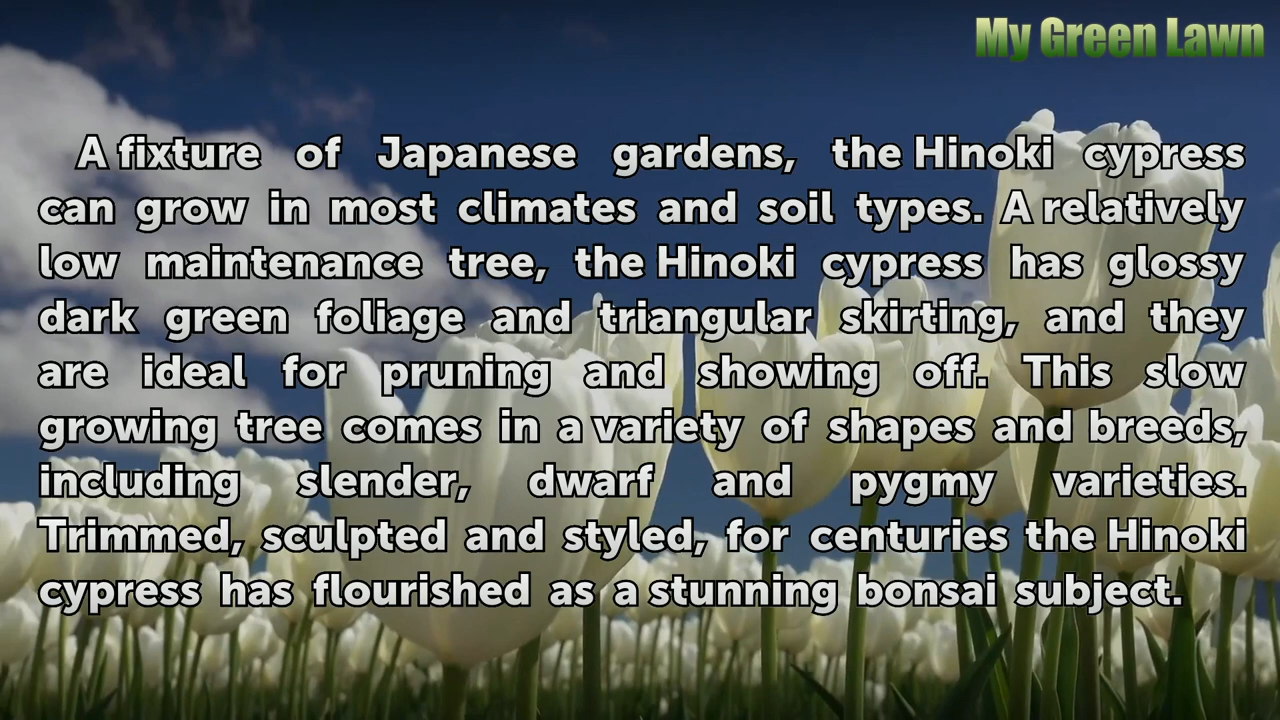 My Green Lawn
A fixture of Japanese gardens, the Hinoki cypress
can grow in most climates and soil types. A relatively
low maintenance tree, the Hinoki cypress has glossy
dark green foliage and triangular skirting, and they
are ideal for pruning and showing off. This slow
growing tree comes in a variety of shapes and breeds,
including slender, dwarf and pygmy varieties.
Trimmed, sculpted and styled, for centuries the Hinoki
cypress has flourished as a stunning bonsai subject.